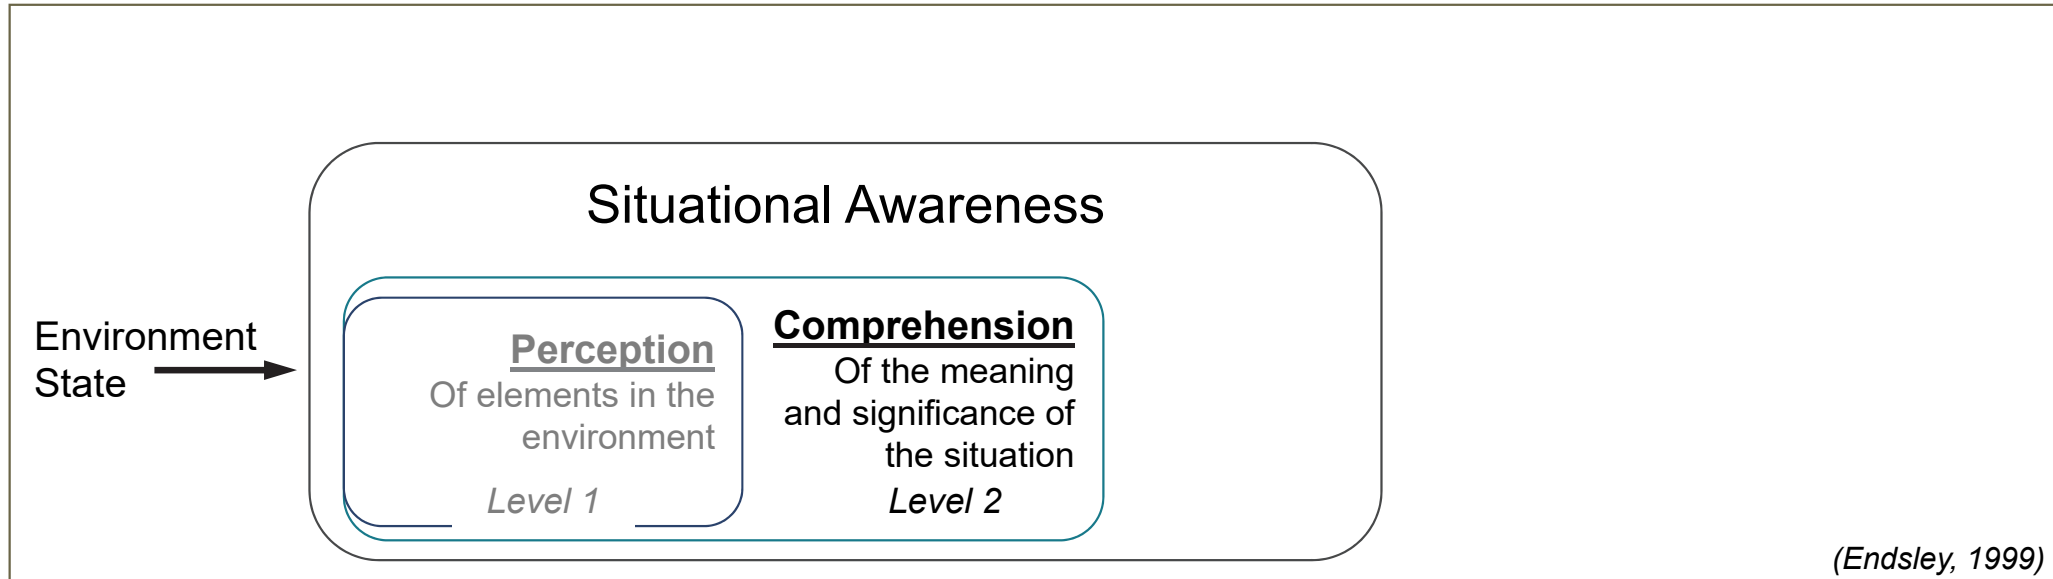 Situational Awareness
Environment
State
Perception
Of elements in the
environment
Level 1
Comprehension
Of the meaning
and significance of
the situation
Level 2
(Endsley, 1999)